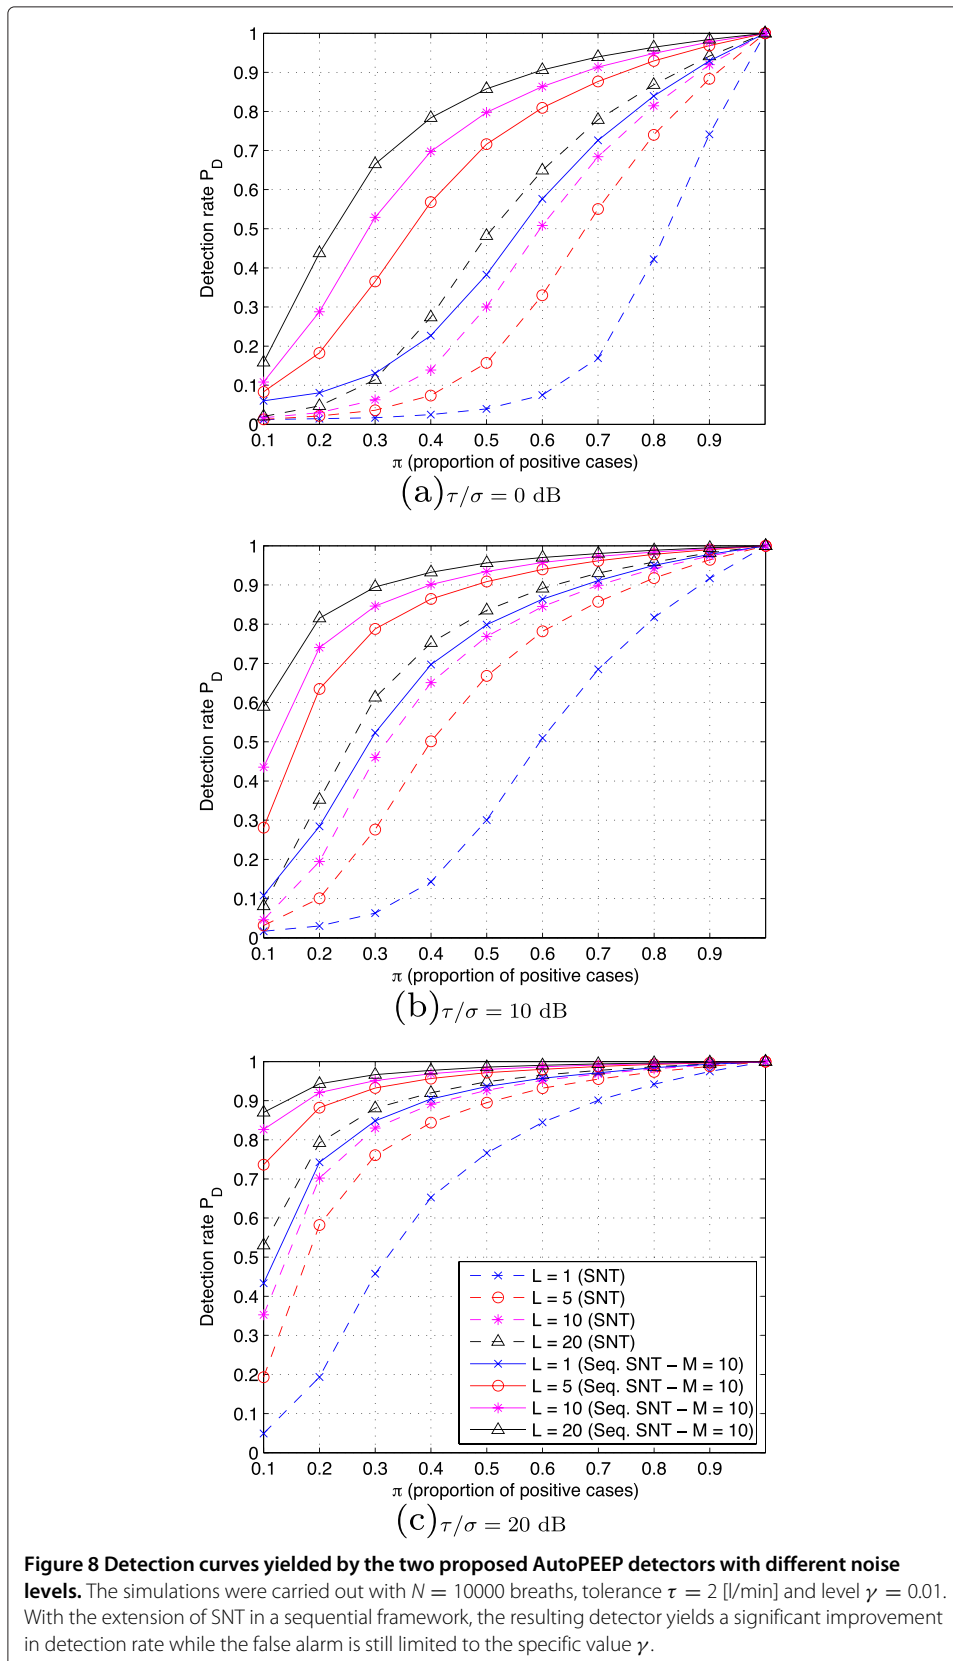 1
0.9
0.8
0.7
0.6
0.5
0.4
0.3
0.2
0.1
0
Detection rate P_D
0.1 0.2 0.3 0.4 0.5 0.6 0.7 0.8 0.9
π (proportion of positive cases)
(a) τ/σ = 0 dB
1
0.9
0.8
0.7
0.6
0.5
0.4
0.3
0.2
0.1
0
Detection rate P_D
0.1 0.2 0.3 0.4 0.5 0.6 0.7 0.8 0.9
π (proportion of positive cases)
(b) τ/σ = 10 dB
1
0.9
0.8
0.7
0.6
0.5
0.4
0.3
0.2
0.1
0
Detection rate P_D
L = 1 (SNT)
L = 5 (SNT)
L = 10 (SNT)
L = 20 (SNT)
L = 1 (Seq. SNT – M = 10)
L = 5 (Seq. SNT – M = 10)
L = 10 (Seq. SNT – M = 10)
L = 20 (Seq. SNT – M = 10)
0.1 0.2 0.3 0.4 0.5 0.6 0.7 0.8 0.9
π (proportion of positive cases)
(c) τ/σ = 20 dB
Figure 8 Detection curves yielded by the two proposed AutoPEEP detectors with different noise
levels. The simulations were carried out with N = 10000 breaths, tolerance τ = 2 [l/min] and level γ = 0.01.
With the extension of SNT in a sequential framework, the resulting detector yields a significant improvement
in detection rate while the false alarm is still limited to the specific value γ.